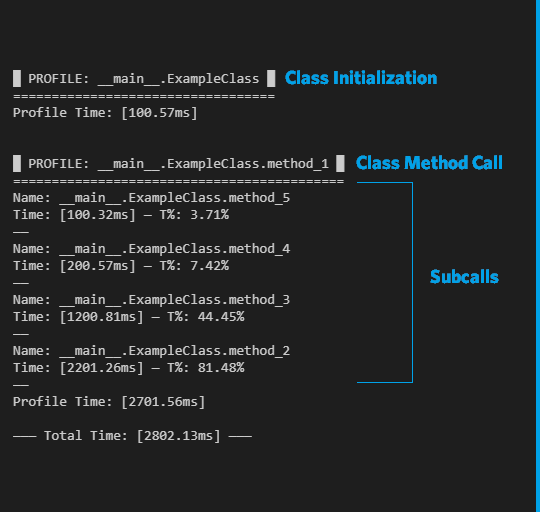 █ PROFILE: __main__.ExampleClass █ Class Initialization
==================================
Profile Time: [100.57ms]
█ PROFILE: __main__.ExampleClass.method_1 █ Class Method Call
===========================================
Name: __main__.ExampleClass.method_5
Time: [100.32ms] — T%: 3.71%
——
Name: __main__.ExampleClass.method_4
Time: [200.57ms] — T%: 7.42%
——
Subcalls
Name: __main__.ExampleClass.method_3
Time: [1200.81ms] — T%: 44.45%
——
Name: __main__.ExampleClass.method_2
Time: [2201.26ms] — T%: 81.48%
——
Profile Time: [2701.56ms]
——— Total Time: [2802.13ms] ———